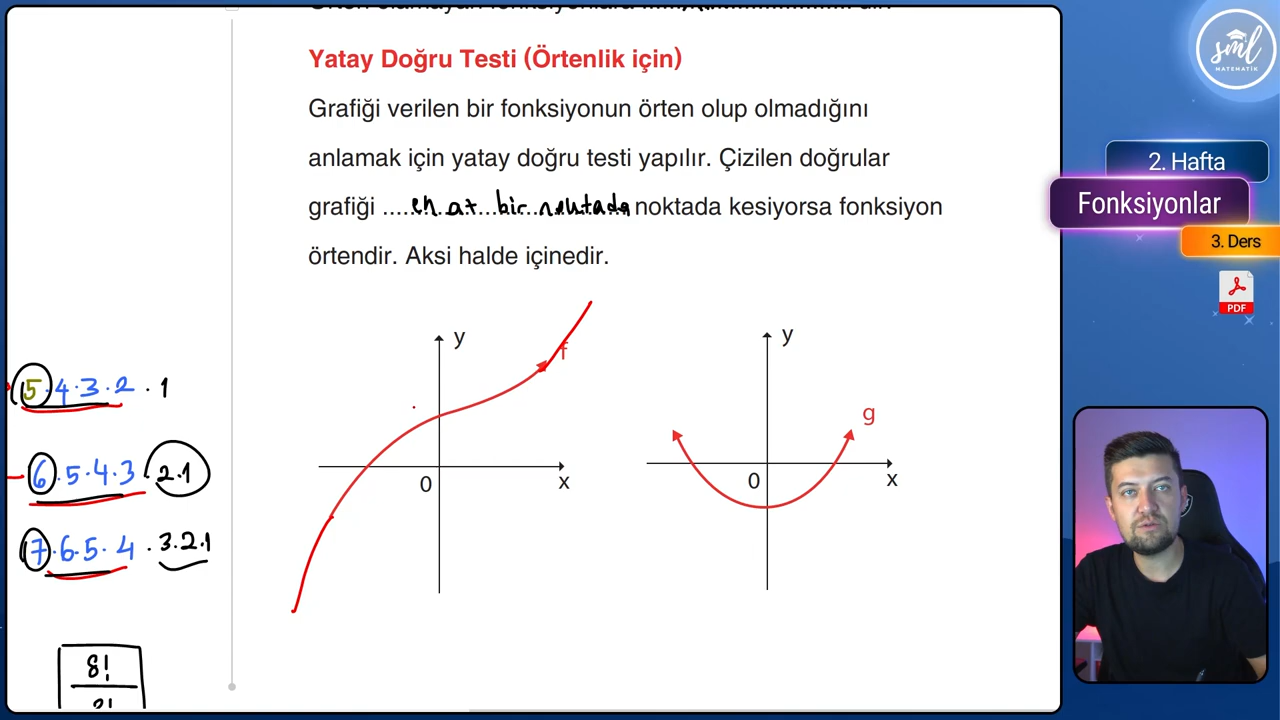 Yatay Doğru Testi (Örtenlik için)
Grafiği verilen bir fonksiyonun örten olup olmadığını
anlamak için yatay doğru testi yapılır. Çizilen doğrular
grafiği ....en az bir noktada noktada kesiyorsa fonksiyon
örtendir. Aksi halde içinedir.
y
f
0
x
y
g
0
x
5·4·3·2 · 1
6·5·4·3 · 2·1
7·6·5·4 · 3·2·1
8!
sml
MATEMATİK
2. Hafta
Fonksiyonlar
3. Ders
PDF